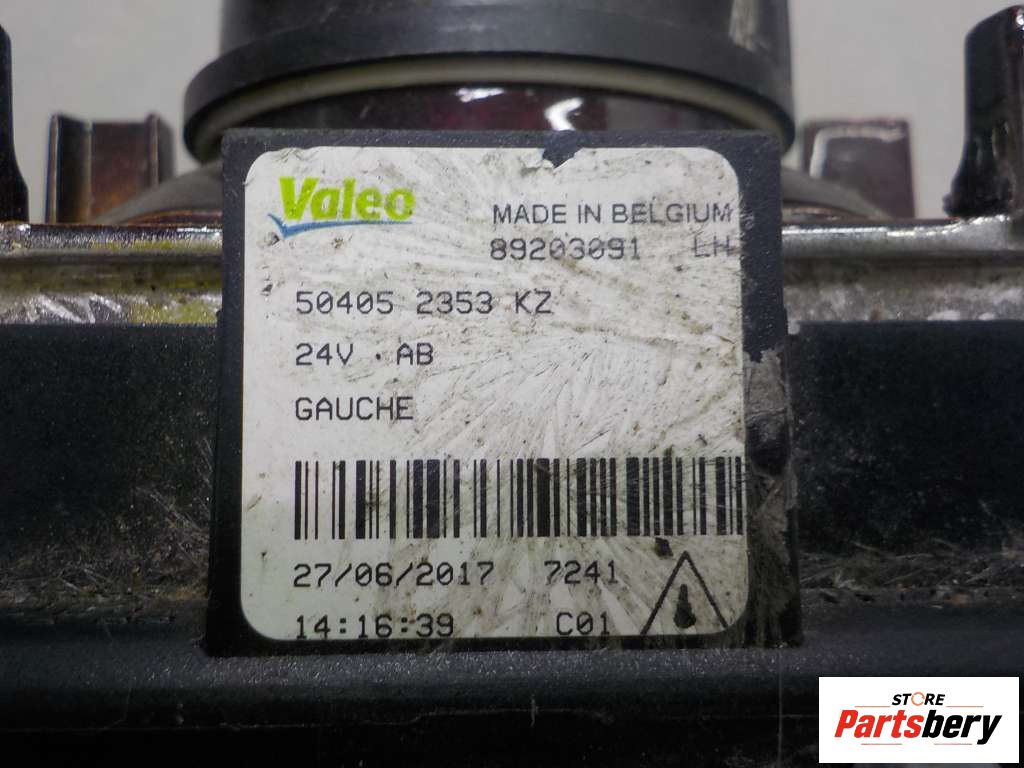 Valeo
MADE IN BELGIUM
89203091 LH
50405 2353 KZ
24V · AB
GAUCHE
27/06/2017 7241
14:16:39 C01
STORE
Partsbery